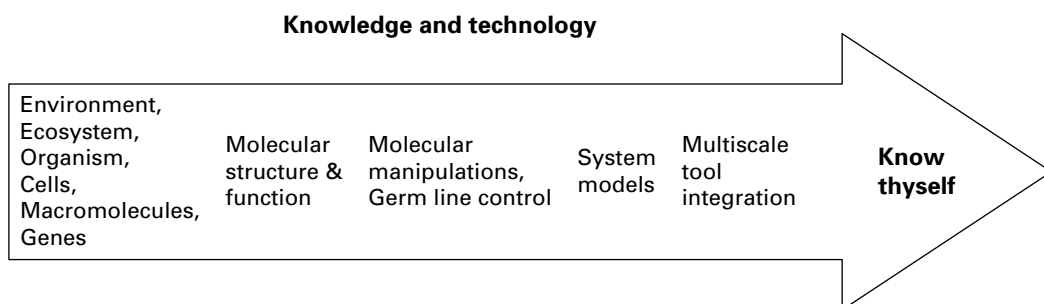 Knowledge and technology
Environment,
Ecosystem,
Organism,
Cells,
Macromolecules,
Genes
Molecular
structure &
function
Molecular
manipulations,
Germ line control
System
models
Multiscale
tool
integration
Know
thyself